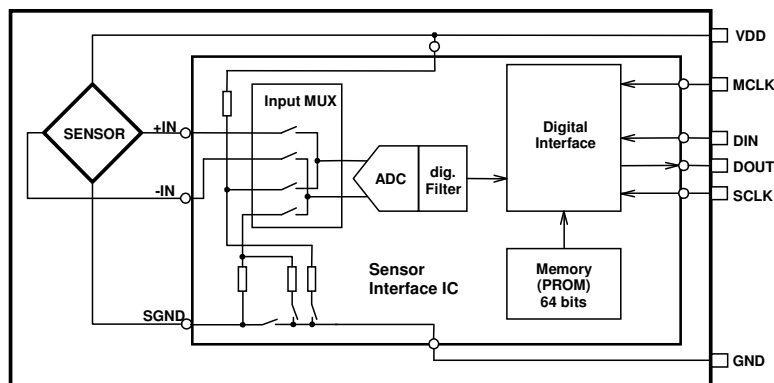 VDD
MCLK
Input MUX
SENSOR
+IN
Digital
Interface
DIN
DOUT
-IN
ADC
dig.
Filter
SCLK
Sensor
Interface IC
Memory
(PROM)
64 bits
SGND
GND